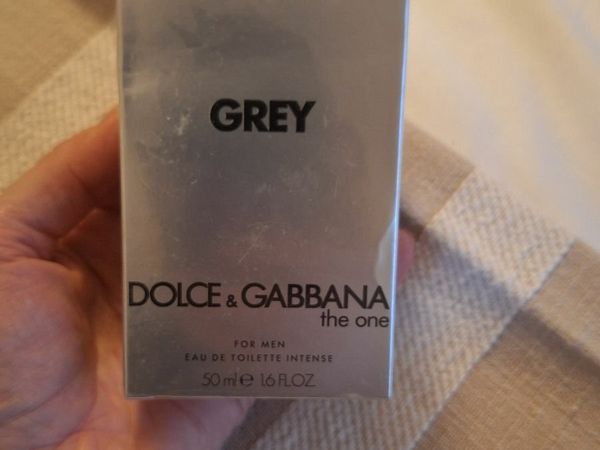 GREY
DOLCE & GABBANA
the one
FOR MEN
EAU DE TOILETTE INTENSE
50 ml ℮ 1.6 FL.OZ.